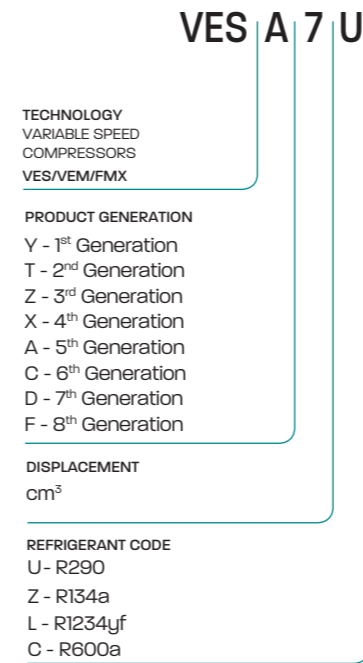 VES A 7 U
TECHNOLOGY
VARIABLE SPEED
COMPRESSORS
VES/VEM/FMX
PRODUCT GENERATION
Y - 1st Generation
T - 2nd Generation
Z - 3rd Generation
X - 4th Generation
A - 5th Generation
C - 6th Generation
D - 7th Generation
F - 8th Generation
DISPLACEMENT
cm³
REFRIGERANT CODE
U- R290
Z - R134a
L - R1234yf
C - R600a